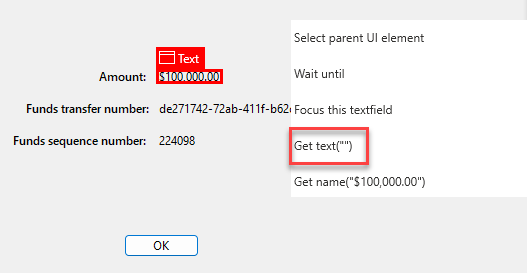 Text
Amount: $100,000.00
Funds transfer number: de271742-72ab-411f-b62
Funds sequence number: 224098
OK
Select parent UI element
Wait until
Focus this textfield
Get text("")
Get name("$100,000.00")